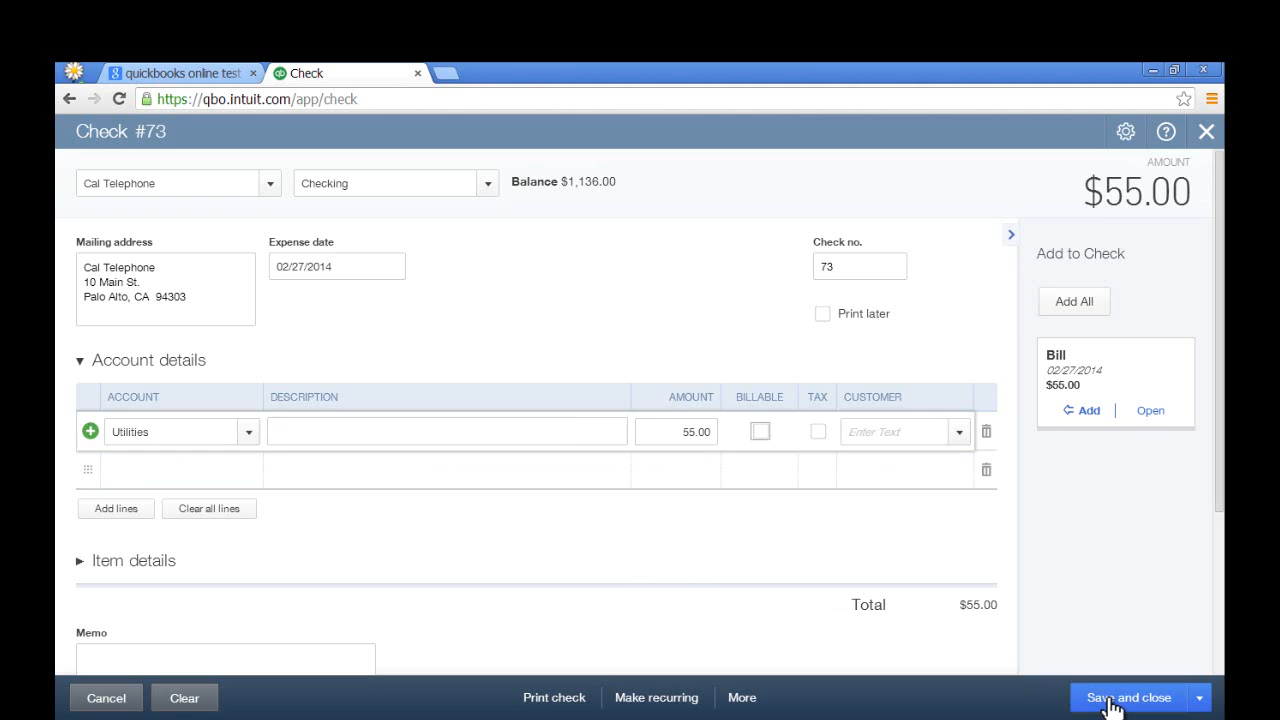 quickbooks online test
Check
https://qbo.intuit.com/app/check
Check #73
AMOUNT
$55.00
Cal Telephone
Checking
Balance $1,136.00
Mailing address
Expense date
Check no.
Cal Telephone
10 Main St.
Palo Alto, CA 94303
02/27/2014
73
Print later
Add to Check
Add All
Bill
02/27/2014
$55.00
Add
Open
Account details
ACCOUNT DESCRIPTION AMOUNT BILLABLE TAX CUSTOMER
Utilities 55.00 Enter Text
Add lines
Clear all lines
Item details
Total $55.00
Memo
Cancel
Clear
Print check
Make recurring
More
Save and close